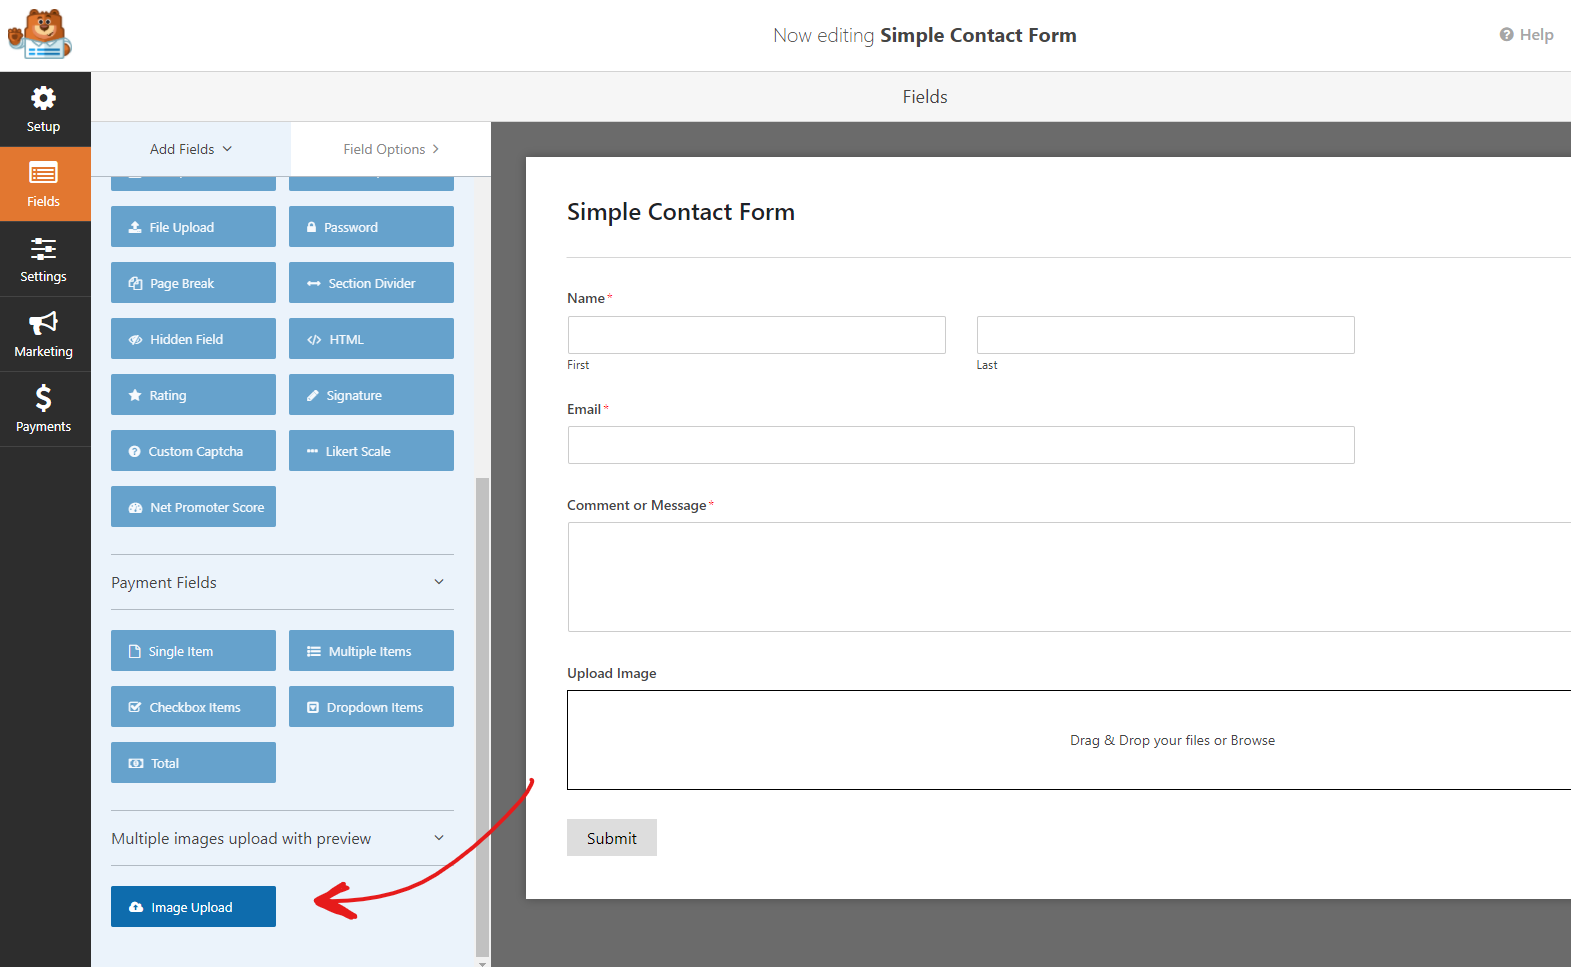 Now editing Simple Contact Form
Help
Setup
Fields
Settings
Marketing
Payments
Fields
Add Fields
Field Options
File Upload
Password
Page Break
Section Divider
Hidden Field
HTML
Rating
Signature
Custom Captcha
Likert Scale
Net Promoter Score
Payment Fields
Single Item
Multiple Items
Checkbox Items
Dropdown Items
Total
Multiple images upload with preview
Image Upload
Simple Contact Form
Name*
First
Last
Email*
Comment or Message*
Upload Image
Drag & Drop your files or Browse
Submit